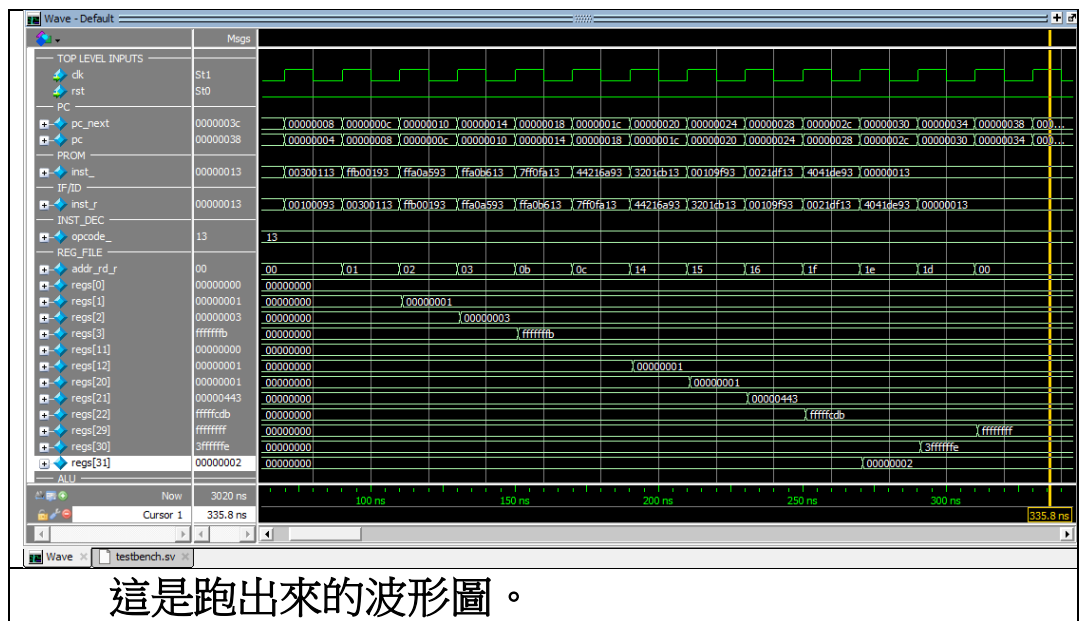 Wave - Default
Msgs
TOP LEVEL INPUTS
clk St1
rst St0
PC
pc_next 0000003c 00000008 0000000c 00000010 00000014 00000018 0000001c 00000020 00000024 00000028 0000002c 00000030 00000034 00000038 000...
pc 00000038 00000004 00000008 0000000c 00000010 00000014 00000018 0000001c 00000020 00000024 00000028 0000002c 00000030 00000034 000...
PROM
inst_ 00000013 00300113 ffb00193 ffa0a593 ffa0b613 7ff0fa13 44216a93 3201cb13 00109f93 0021df13 4041de93 00000013
IF/ID
inst_r 00000013 00100093 00300113 ffb00193 ffa0a593 ffa0b613 7ff0fa13 44216a93 3201cb13 00109f93 0021df13 4041de93 00000013
INST_DEC
opcode_ 13 13
REG_FILE
addr_rd_r 00 00 01 02 03 0b 0c 14 15 16 1f 1e 1d 00
regs[0] 00000000 00000000
regs[1] 00000001 00000000 00000001
regs[2] 00000003 00000000 00000003
regs[3] fffffffb 00000000 fffffffb
regs[11] 00000000 00000000
regs[12] 00000001 00000000 00000001
regs[20] 00000001 00000000 00000001
regs[21] 00000443 00000000 00000443
regs[22] fffffcdb 00000000 fffffcdb
regs[29] ffffffff 00000000 ffffffff
regs[30] 3ffffffe 00000000 3ffffffe
regs[31] 00000002 00000000 00000002
ALU
Now 3020 ns 100 ns 150 ns 200 ns 250 ns 300 ns
Cursor 1 335.8 ns 335.8 ns
Wave testbench.sv
這是跑出來的波形圖。